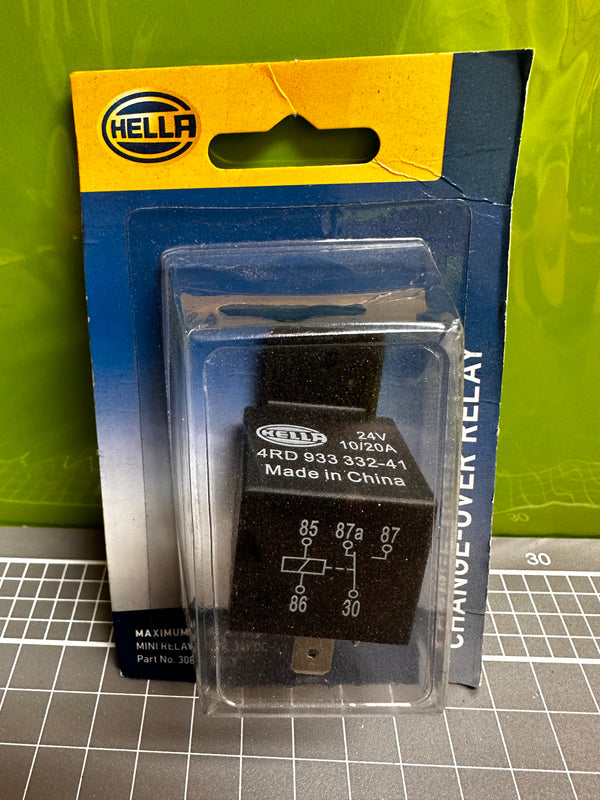 HELLA
HELLA
24V
10/20A
4RD 933 332-41
Made in China
85 87a 87
86 30
CHANGE-OVER RELAY
MAXIMUM
MINI RELAY
Part No.
30